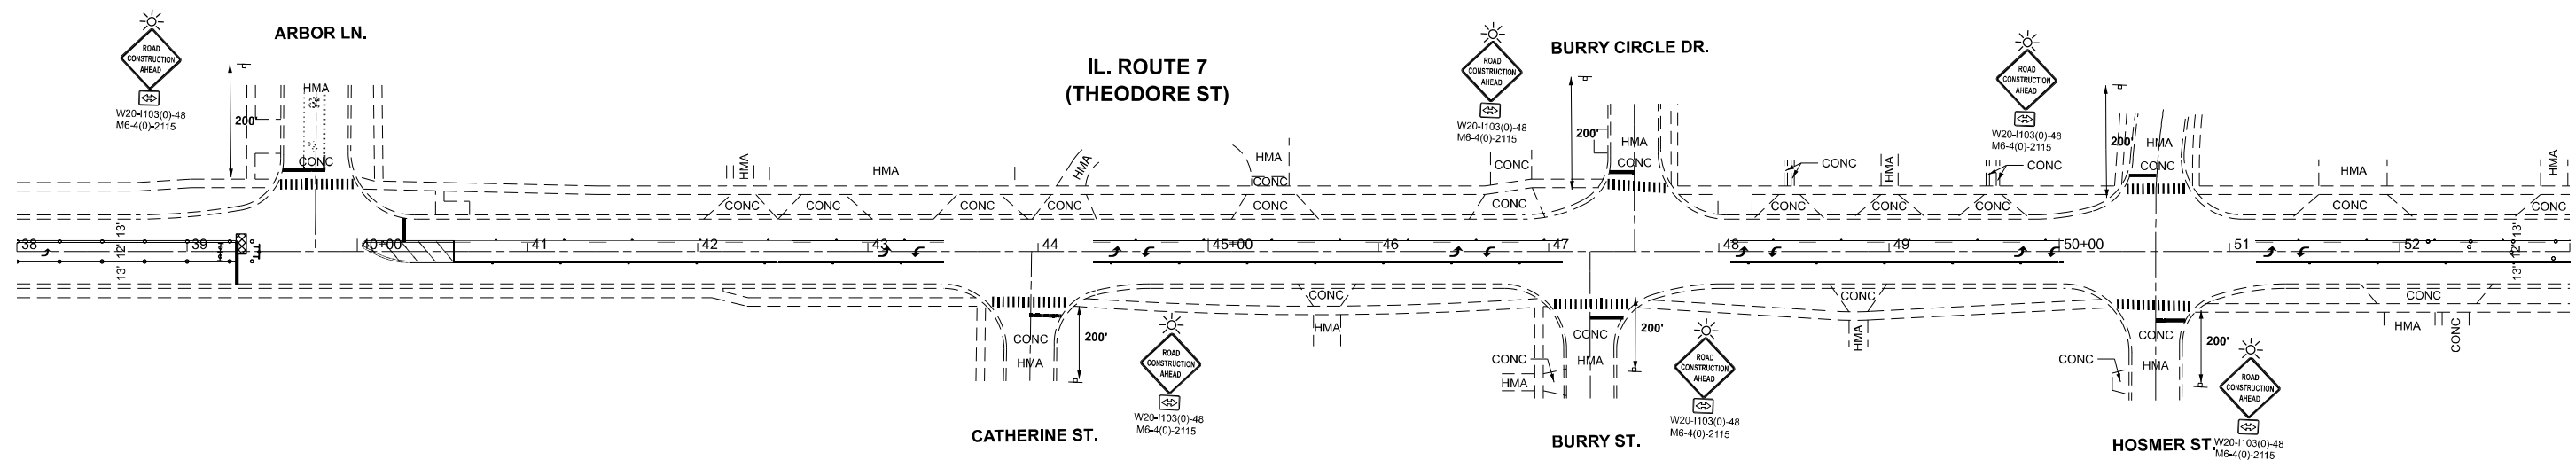 ARBOR LN.
ROAD
CONSTRUCTION
AHEAD
W20-I103(0)-48
M6-4(0)-2115
200'
HMA
CONC
IL. ROUTE 7
(THEODORE ST)
BURRY CIRCLE DR.
ROAD
CONSTRUCTION
AHEAD
W20-I103(0)-48
M6-4(0)-2115
200'
HMA
CONC
ROAD
CONSTRUCTION
AHEAD
W20-I103(0)-48
M6-4(0)-2115
200'
HMA
CONC
HMA
HMA
HMA
HMA
CONC
CONC
CONC
HMA
CONC
HMA
HMA
CONC
CONC
CONC
CONC
CONC
CONC
CONC
CONC
CONC
CONC
CONC
CONC
13'
12'
13'
38
39
40+00
41
42
43
44
45+00
46
47
48
49
50+00
51
52
13'
12'
13'
CONC
HMA
CONC
HMA
CONC
HMA
CONC
CONC
HMA
200'
ROAD
CONSTRUCTION
AHEAD
W20-I103(0)-48
M6-4(0)-2115
CATHERINE ST.
CONC
HMA
CONC
HMA
200'
ROAD
CONSTRUCTION
AHEAD
W20-I103(0)-48
M6-4(0)-2115
BURRY ST.
CONC
HMA
CONC
200'
ROAD
CONSTRUCTION
AHEAD
W20-I103(0)-48
M6-4(0)-2115
HOSMER ST.